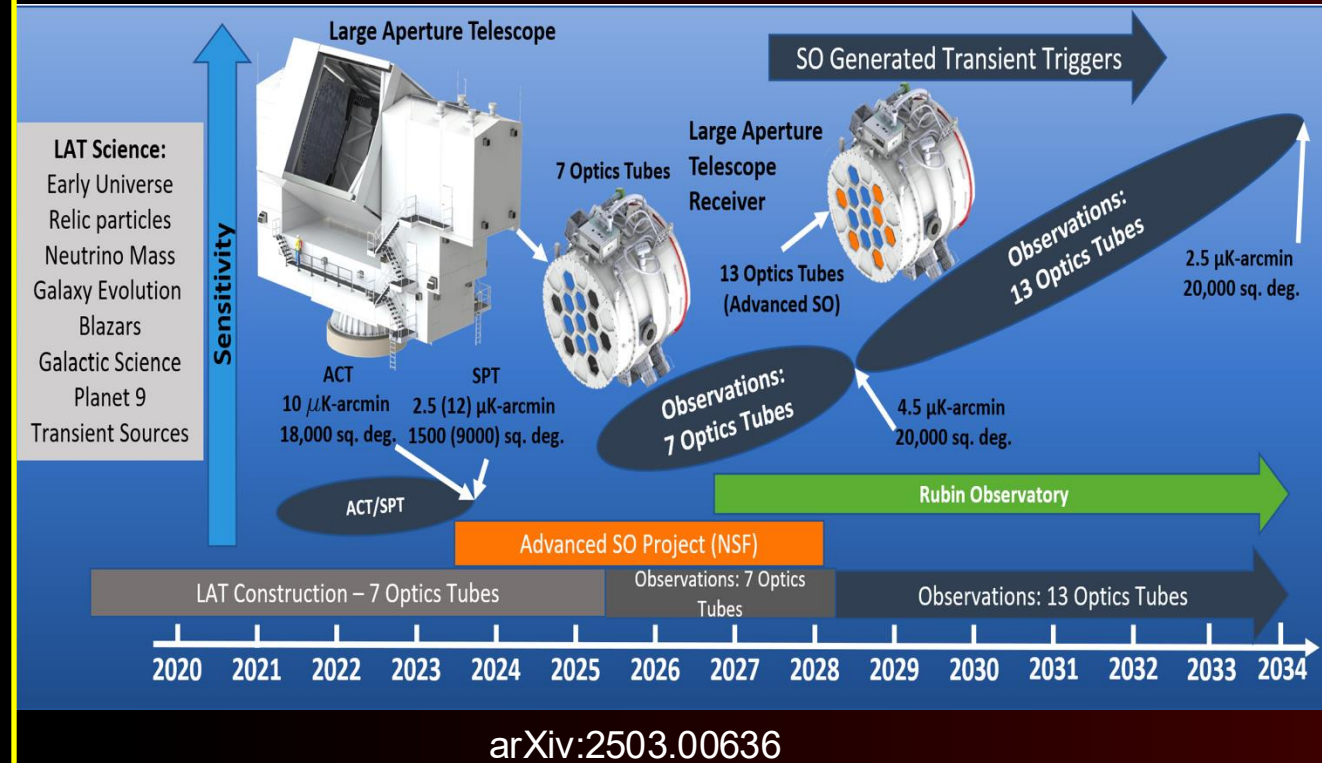 Large Aperture Telescope
SO Generated Transient Triggers
LAT Science:
Early Universe
Relic particles
Neutrino Mass
Galaxy Evolution
Blazars
Galactic Science
Planet 9
Transient Sources
Sensitivity
7 Optics Tubes
Large Aperture
Telescope
Receiver
13 Optics Tubes
(Advanced SO)
Observations:
13 Optics Tubes
2.5 µK-arcmin
20,000 sq. deg.
ACT
10 µK-arcmin
18,000 sq. deg.
SPT
2.5 (12) µK-arcmin
1500 (9000) sq. deg.
Observations:
7 Optics Tubes
4.5 µK-arcmin
20,000 sq. deg.
ACT/SPT
Rubin Observatory
Advanced SO Project (NSF)
LAT Construction – 7 Optics Tubes
Observations: 7 Optics
Tubes
Observations: 13 Optics Tubes
2020 2021 2022 2023 2024 2025 2026 2027 2028 2029 2030 2031 2032 2033 2034
arXiv:2503.00636